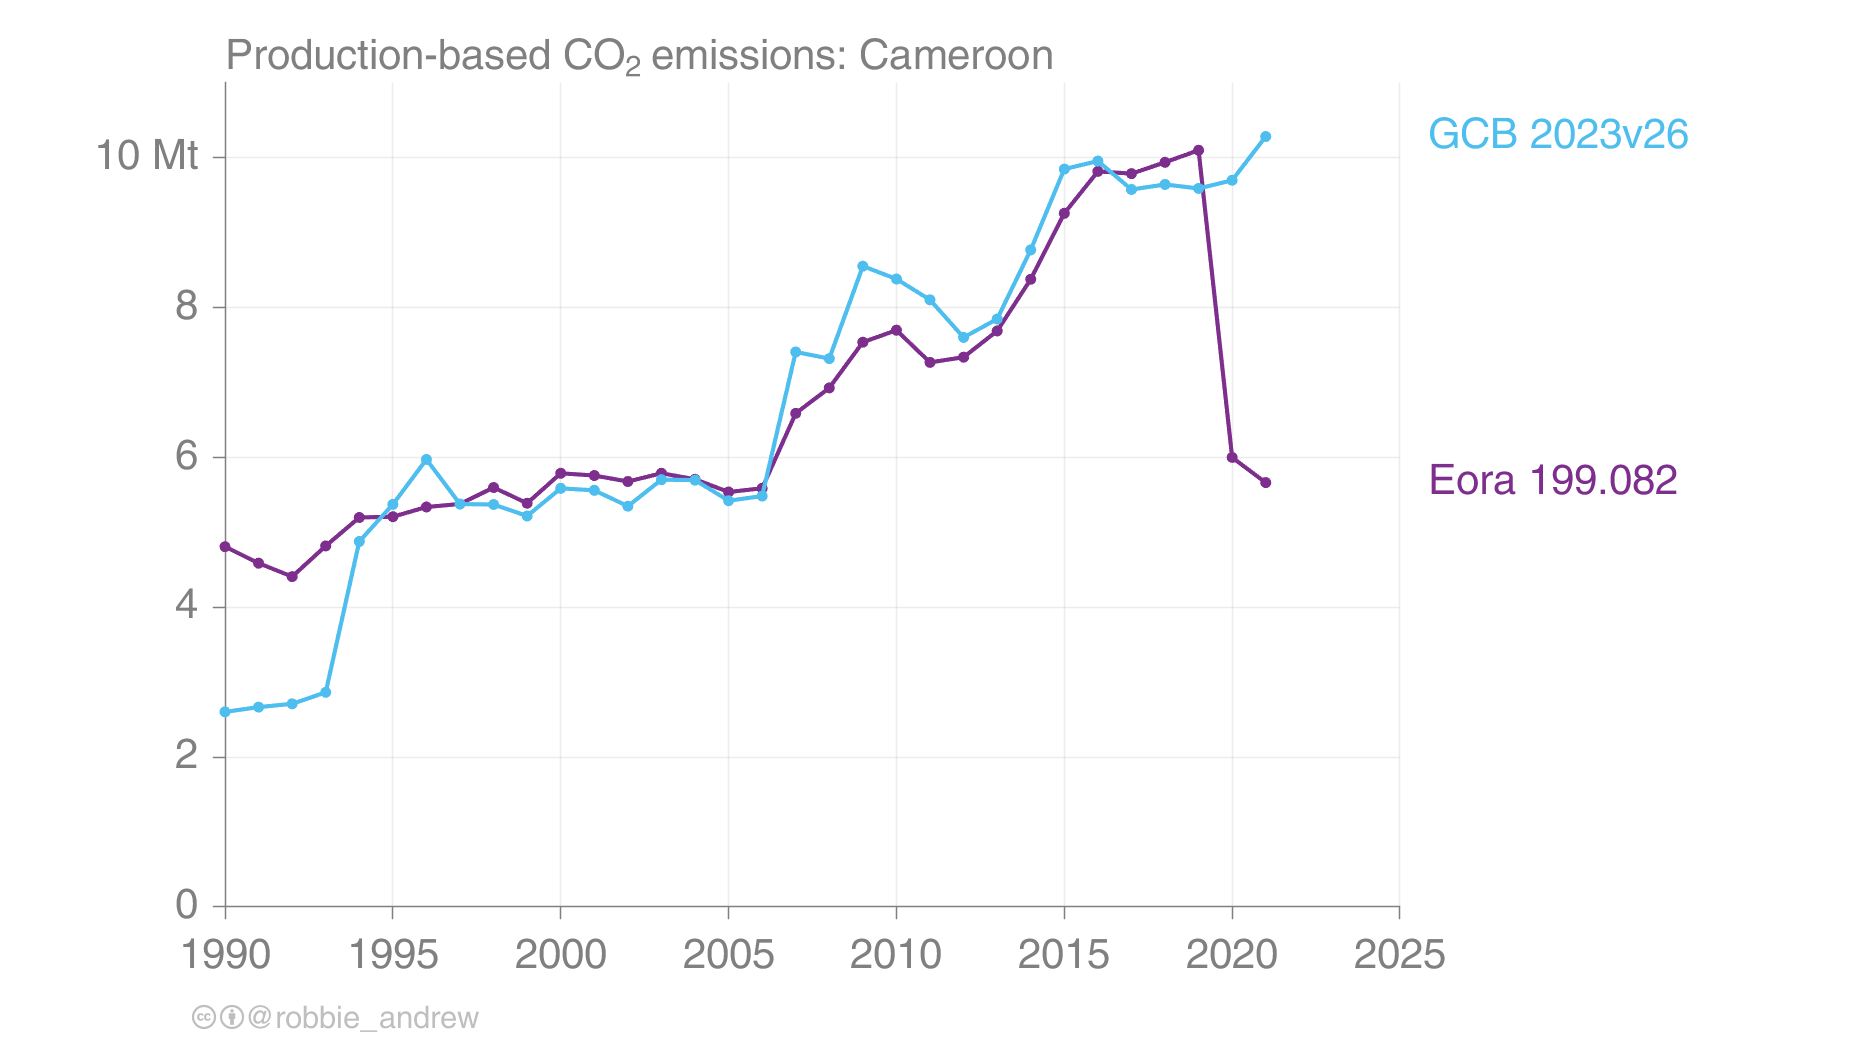 Production-based CO₂ emissions: Cameroon
10 Mt
8
6
4
2
0
1990 1995 2000 2005 2010 2015 2020 2025
GCB 2023v26
Eora 199.082
cc @robbie_andrew